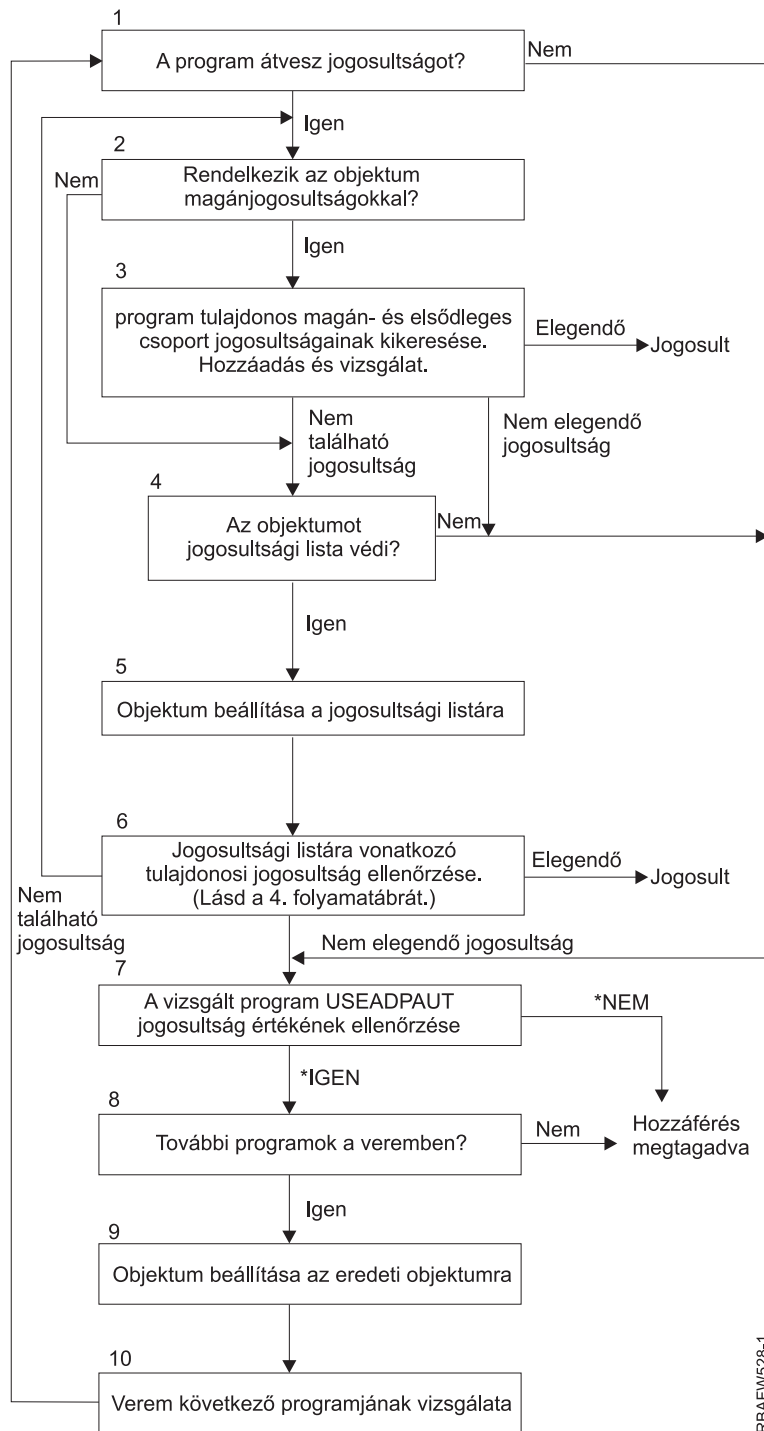 1
A program átvesz jogosultságot?
Nem
Igen
2
Nem
Rendelkezik az objektum
magánjogosultságokkal?
Igen
3
program tulajdonos magán- és elsődleges
csoport jogosultságainak kikeresése.
Hozzáadás és vizsgálat.
Elegendő
Jogosult
Nem
található
jogosultság
Nem elegendő
jogosultság
4
Az objektumot
jogosultsági lista védi?
Nem
Igen
5
Objektum beállítása a jogosultsági listára
6
Jogosultsági listára vonatkozó
tulajdonosi jogosultság ellenőrzése.
(Lásd a 4. folyamatábrát.)
Elegendő
Jogosult
Nem
található
jogosultság
Nem elegendő jogosultság
7
A vizsgált program USEADPAUT
jogosultság értékének ellenőrzése
*NEM
*IGEN
8
További programok a veremben?
Nem
Hozzáférés
megtagadva
Igen
9
Objektum beállítása az eredeti objektumra
10
Verem következő programjának vizsgálata
RBAFW528-1